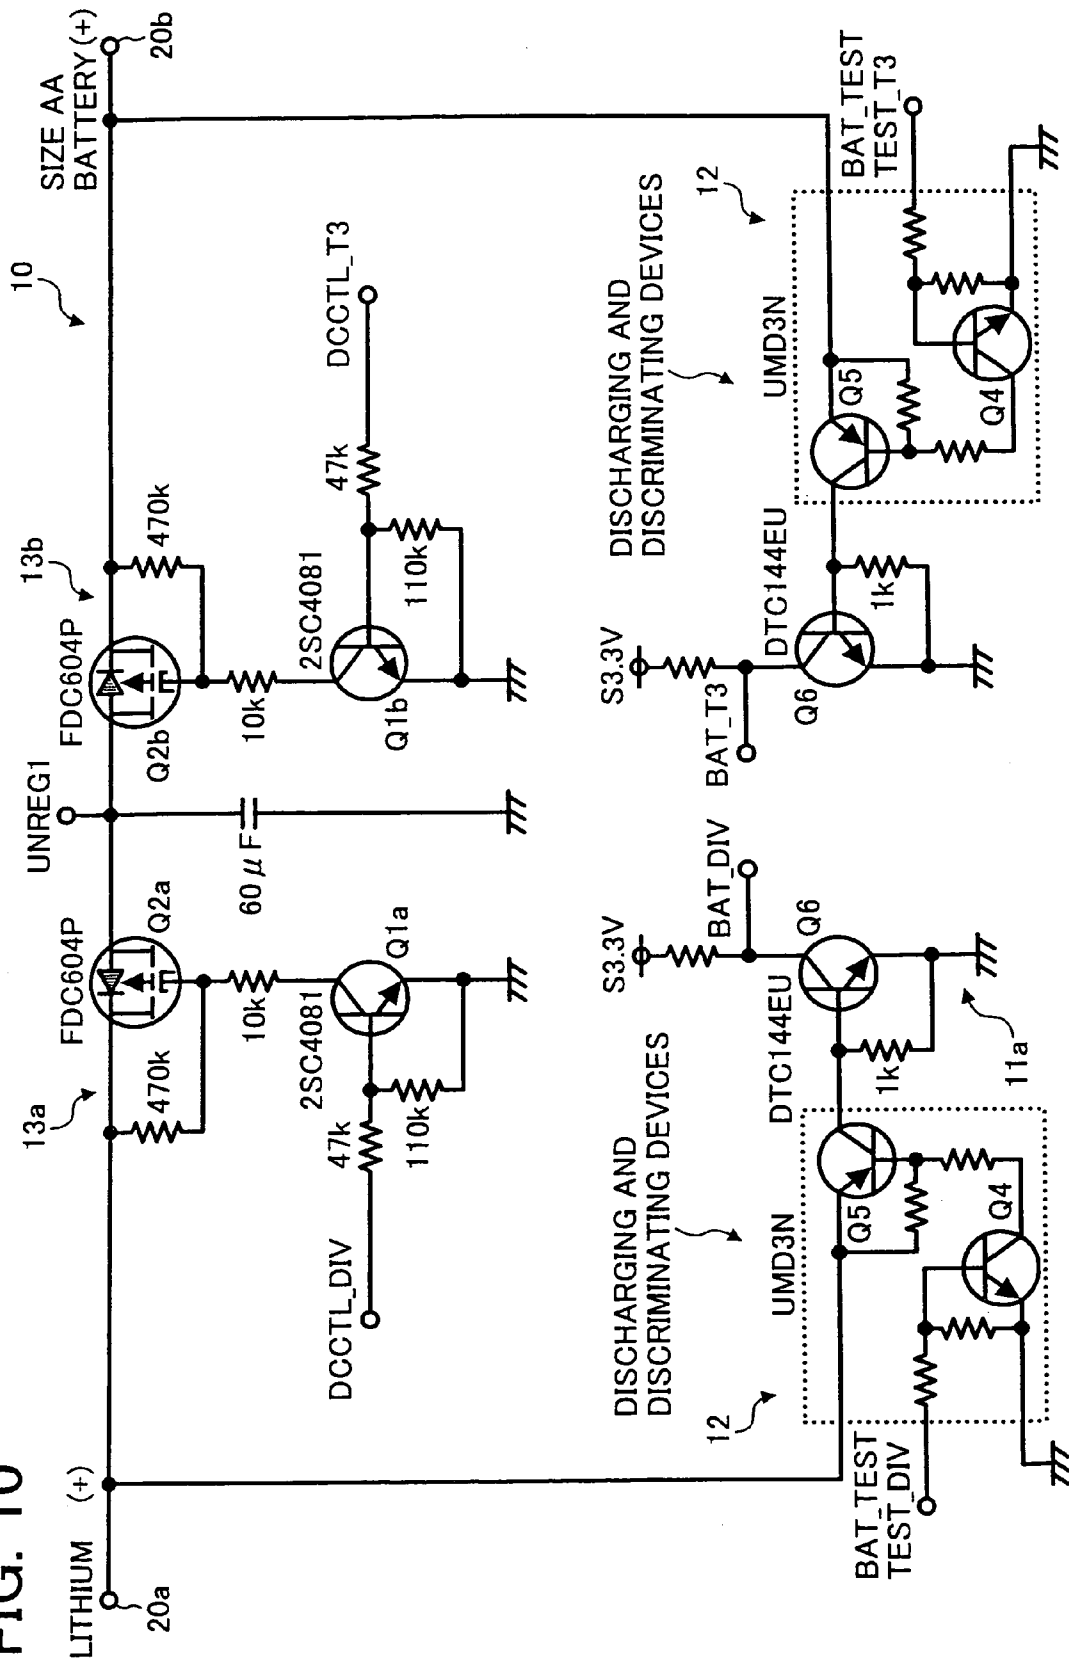 FIG. 10
LITHIUM (+)
20a
SIZE AA
BATTERY (+)
20b
10
UNREG1
13a
470k
FDC604P
Q2a
FDC604P
Q2b
13b
470k
10k
60μF
10k
2SC4081
Q1a
2SC4081
Q1b
DCCTL_DIV
47k
110k
47k
110k
DCCTL_T3
DISCHARGING AND
DISCRIMINATING DEVICES
12
UMD3N
Q5
Q4
BAT_TEST
TEST_DIV
DTC144EU
1k
S3.3V
BAT_DIV
Q6
11a
S3.3V
BAT_T3
Q6
DTC144EU
1k
DISCHARGING AND
DISCRIMINATING DEVICES
UMD3N
12
Q5
Q4
BAT_TEST
TEST_T3